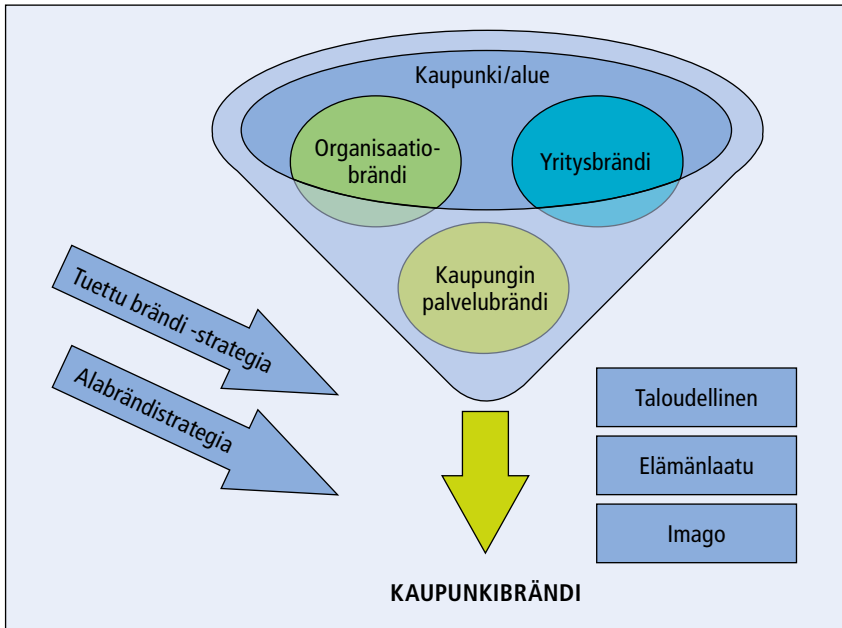 Kaupunki/alue
Organisaatio-
brändi
Yritysbrändi
Kaupungin
palvelubrändi
Tuettu brändi -strategia
Alabrändistrategia
Taloudellinen
Elämänlaatu
Imago
KAUPUNKIBRÄNDI